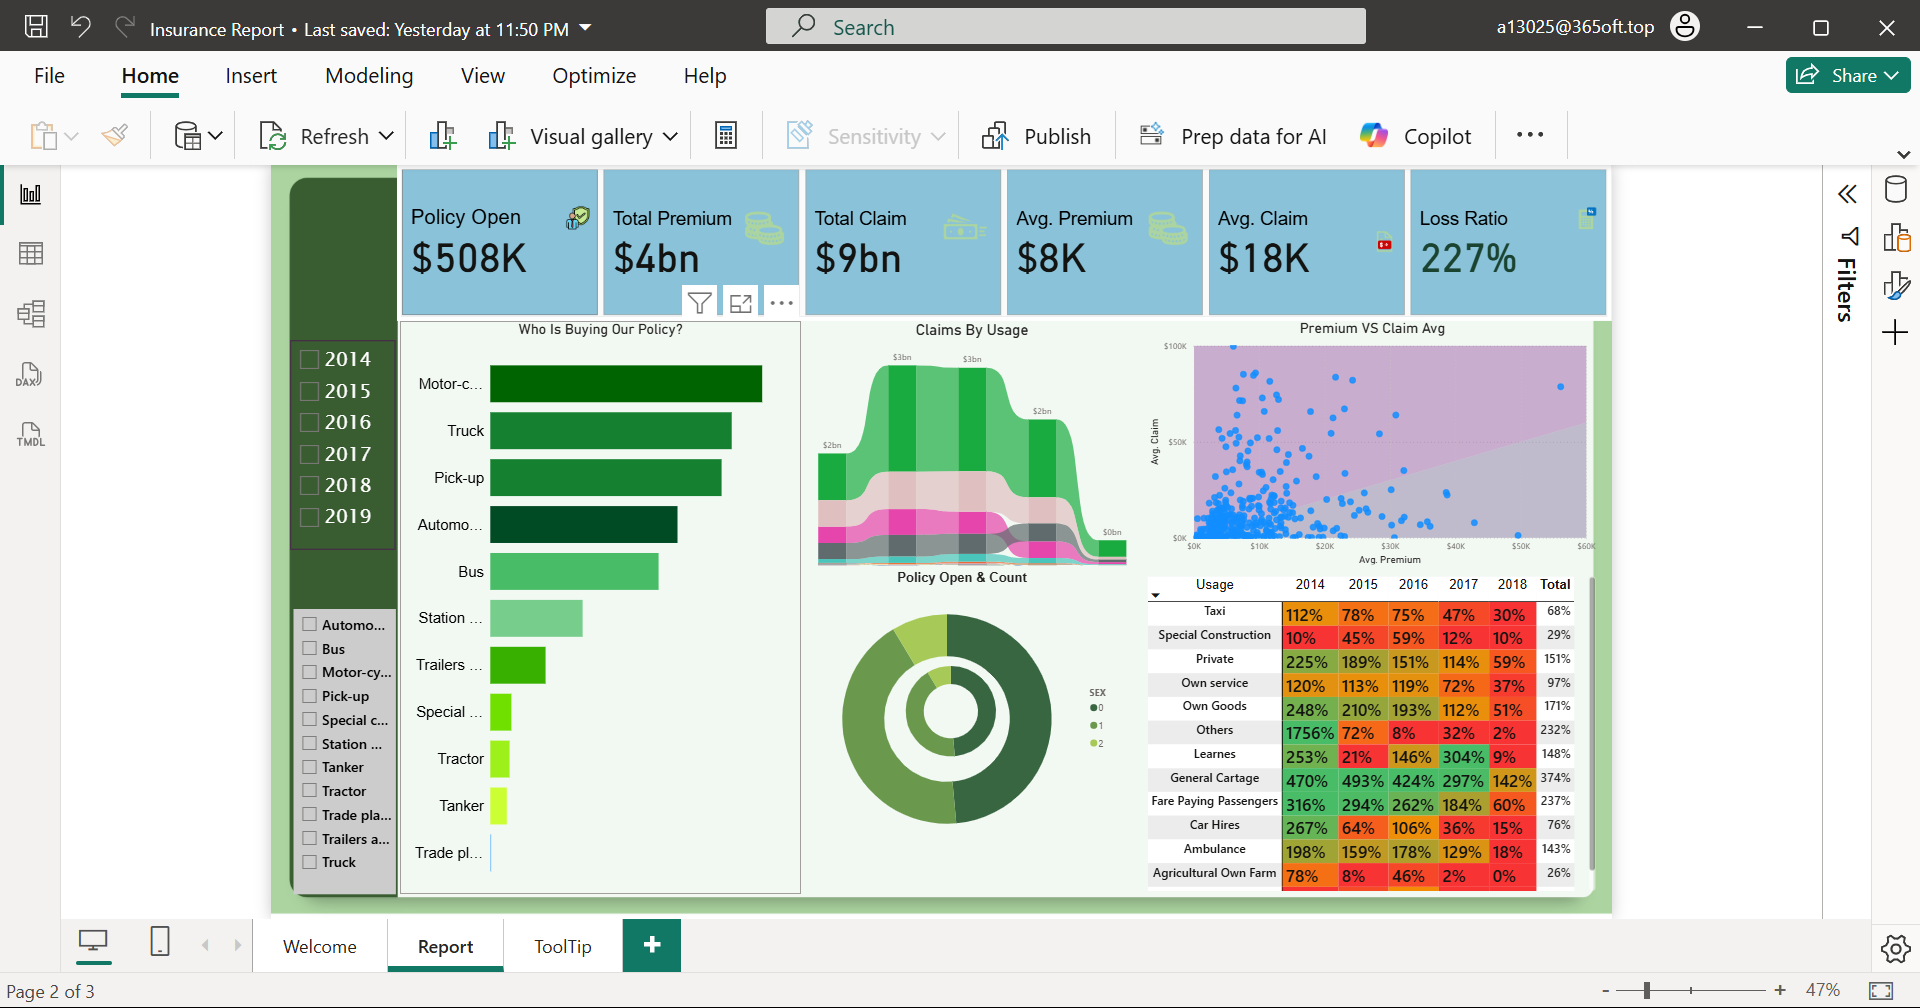 Insurance Report • Last saved: Yesterday at 11:50 PM
Search
a13025@365oft.top
File Home Insert Modeling View Optimize Help
Share
Refresh Visual gallery Sensitivity Publish Prep data for AI Copilot ...
DAX
TMDL
Filters
Policy Open
$508K
Total Premium
$4bn
Total Claim
$9bn
Avg. Premium
$8K
Avg. Claim
$18K
Loss Ratio
227%
2014
2015
2016
2017
2018
2019
Automo...
Bus
Motor-cy...
Pick-up
Special c...
Station ...
Tanker
Tractor
Trade pla...
Trailers a...
Truck
Who Is Buying Our Policy?
Motor-c...
Truck
Pick-up
Automo...
Bus
Station ...
Trailers ...
Special ...
Tractor
Tanker
Trade pl...
Claims By Usage
$2bn
$3bn
$3bn
$2bn
$0bn
Policy Open & Count
SEX
0
1
2
Premium VS Claim Avg
Avg. Claim
$100K
$50K
$0K
$0K $10K $20K $30K $40K $50K $60K
Avg. Premium
Usage 2014 2015 2016 2017 2018 Total
Taxi 112% 78% 75% 47% 30% 68%
Special Construction 10% 45% 59% 12% 10% 29%
Private 225% 189% 151% 114% 59% 151%
Own service 120% 113% 119% 72% 37% 97%
Own Goods 248% 210% 193% 112% 51% 171%
Others 1756% 72% 8% 32% 2% 232%
Learnes 253% 21% 146% 304% 9% 148%
General Cartage 470% 493% 424% 297% 142% 374%
Fare Paying Passengers 316% 294% 262% 184% 60% 237%
Car Hires 267% 64% 106% 36% 15% 76%
Ambulance 198% 159% 178% 129% 18% 143%
Agricultural Own Farm 78% 8% 46% 2% 0% 26%
Welcome Report ToolTip +
Page 2 of 3
- + 47%